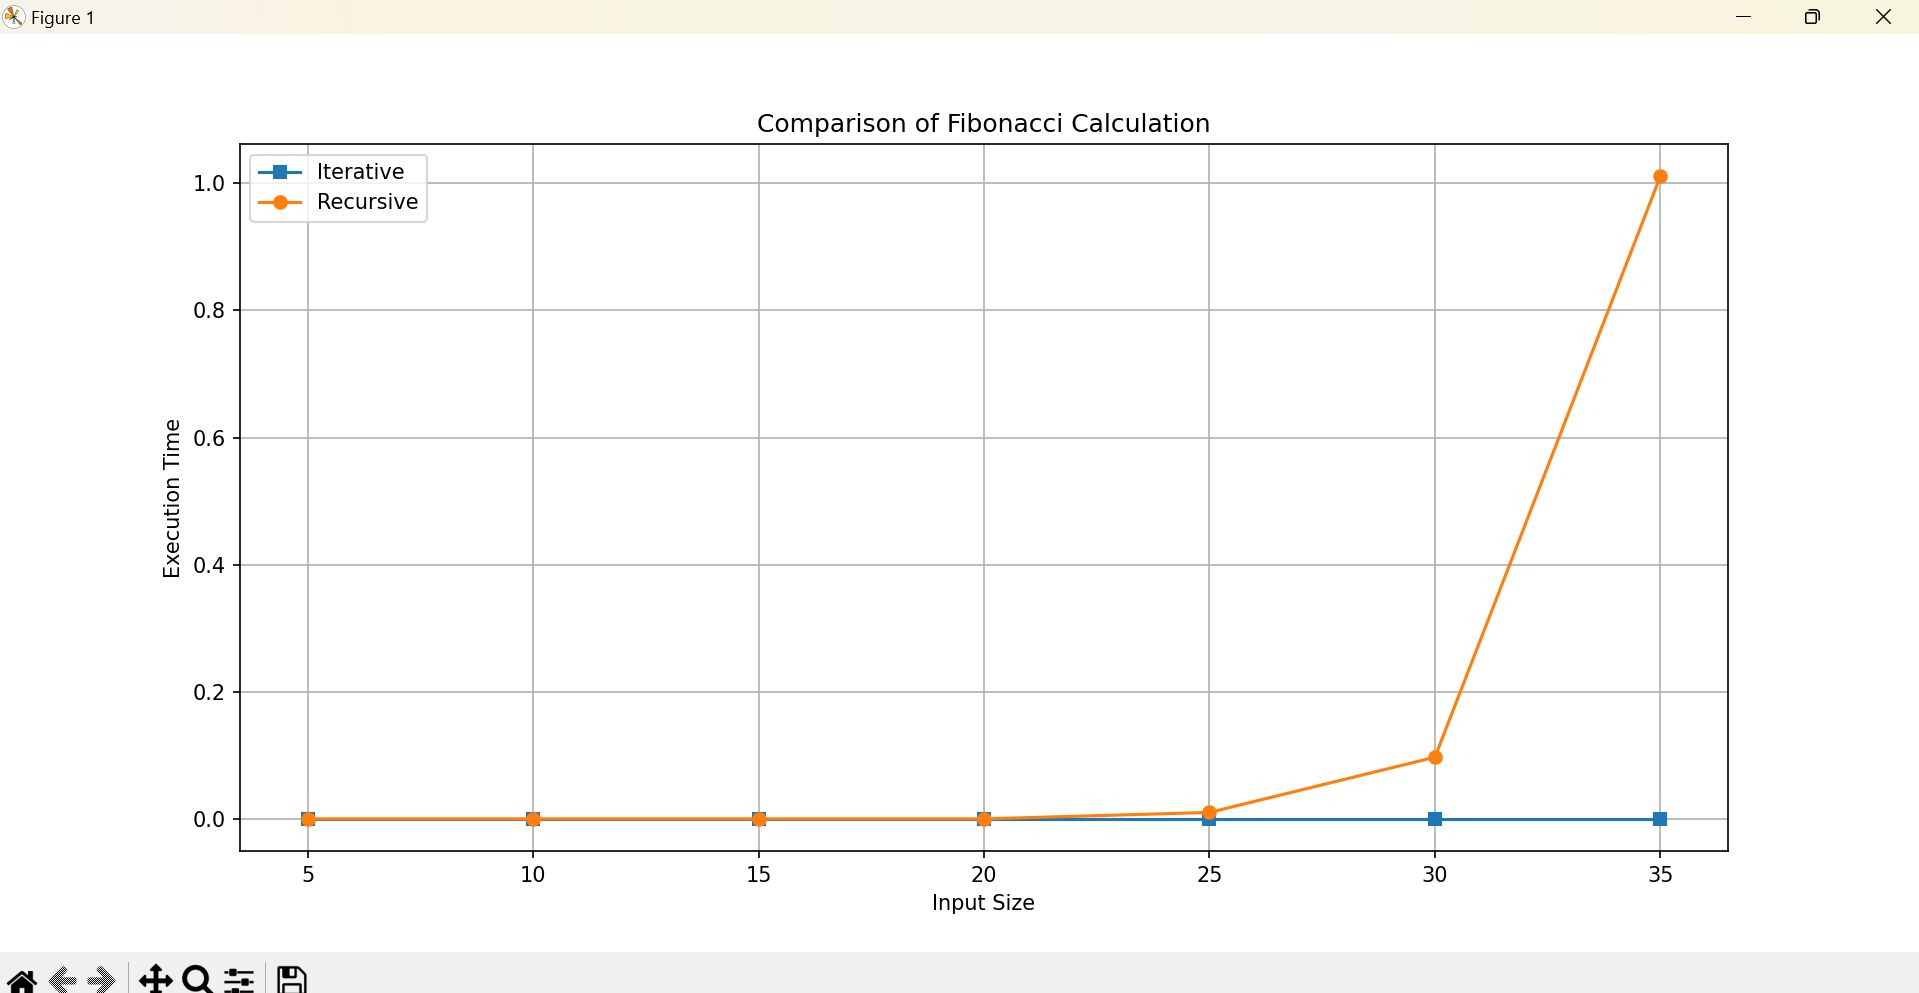 Figure 1
Comparison of Fibonacci Calculation
Iterative
Recursive
1.0
0.8
0.6
0.4
0.2
0.0
Execution Time
5 10 15 20 25 30 35
Input Size